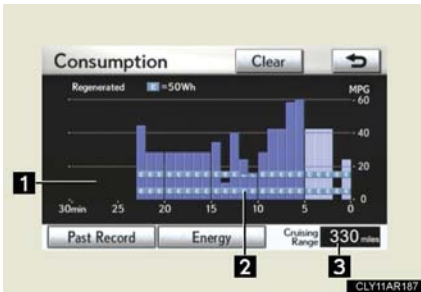 Consumption Clear
Regenerated E =50Wh MPG
60
40
20
0
30min 25 20 15 10 5 0
1
Past Record Energy Cruising Range 330 miles
2 3
CLY11AR187